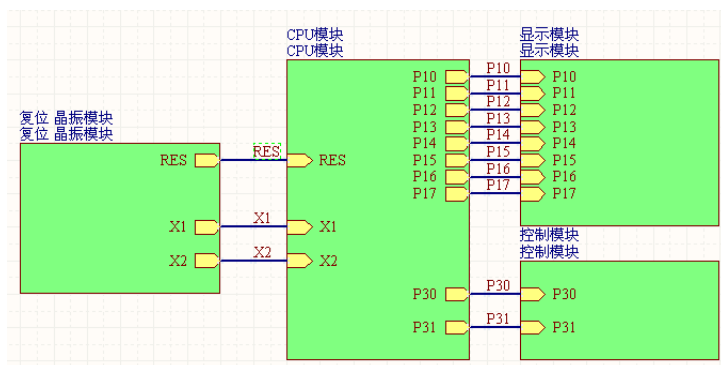 复位 晶振模块
复位 晶振模块
RES
X1
X2
RES
X1
X2
CPU模块
CPU模块
RES
X1
X2
P10
P11
P12
P13
P14
P15
P16
P17
P30
P31
P10
P11
P12
P13
P14
P15
P16
P17
P30
P31
显示模块
显示模块
P10
P11
P12
P13
P14
P15
P16
P17
控制模块
控制模块
P30
P31